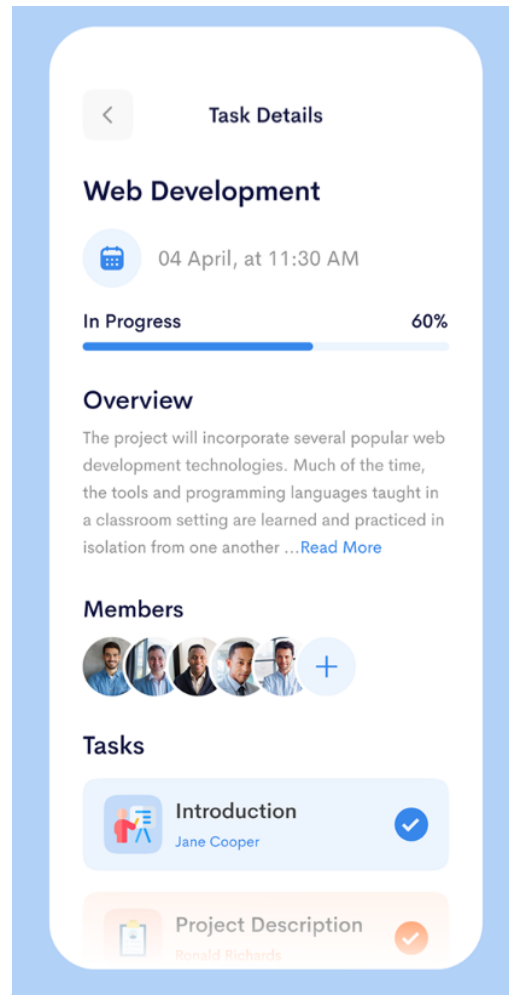 Task Details
Web Development
04 April, at 11:30 AM
In Progress 60%
Overview
The project will incorporate several popular web
development technologies. Much of the time,
the tools and programming languages taught in
a classroom setting are learned and practiced in
isolation from one another ...Read More
Members
Tasks
Introduction
Jane Cooper
Project Description
Ronald Richards